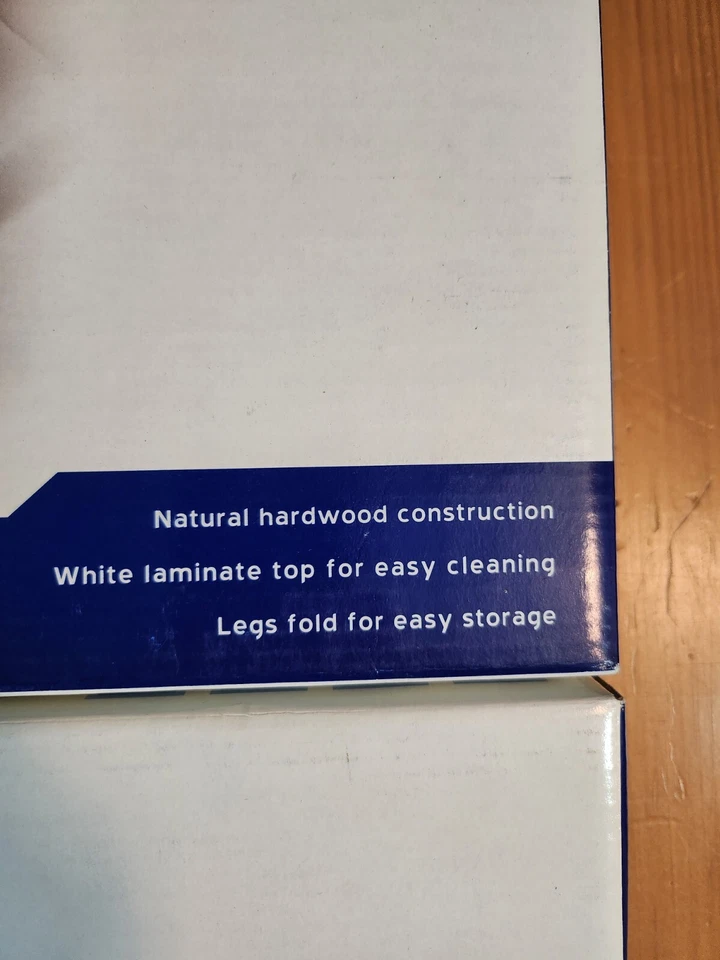 Natural hardwood construction
White laminate top for easy cleaning
Legs fold for easy storage